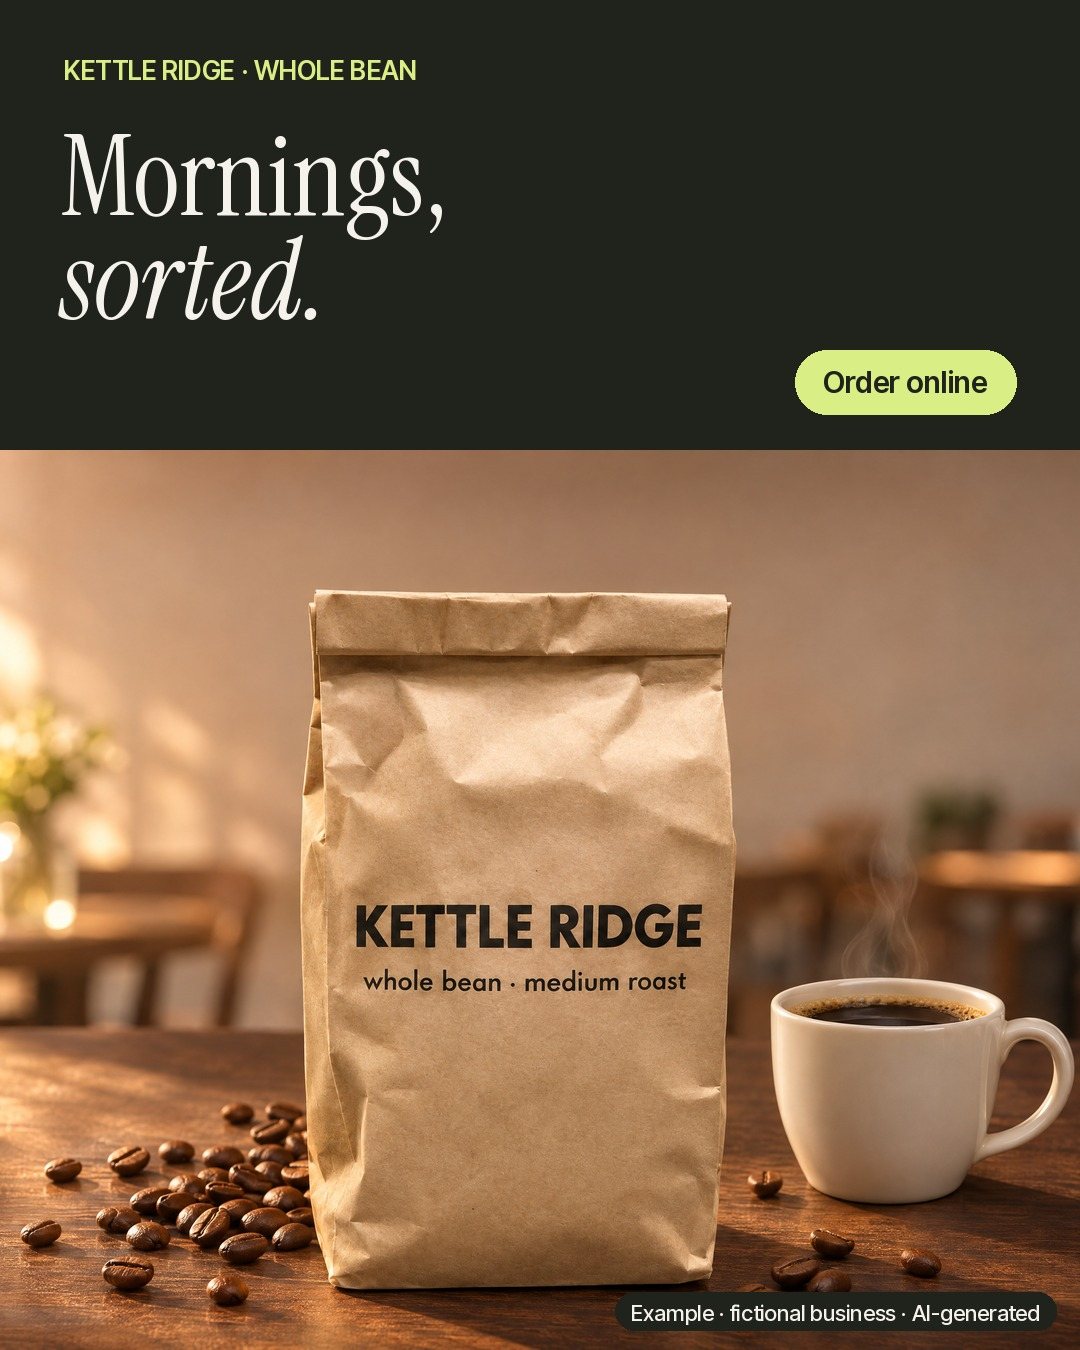 KETTLE RIDGE · WHOLE BEAN
Mornings,
sorted.
Order online
KETTLE RIDGE
whole bean · medium roast
Example · fictional business · AI-generated